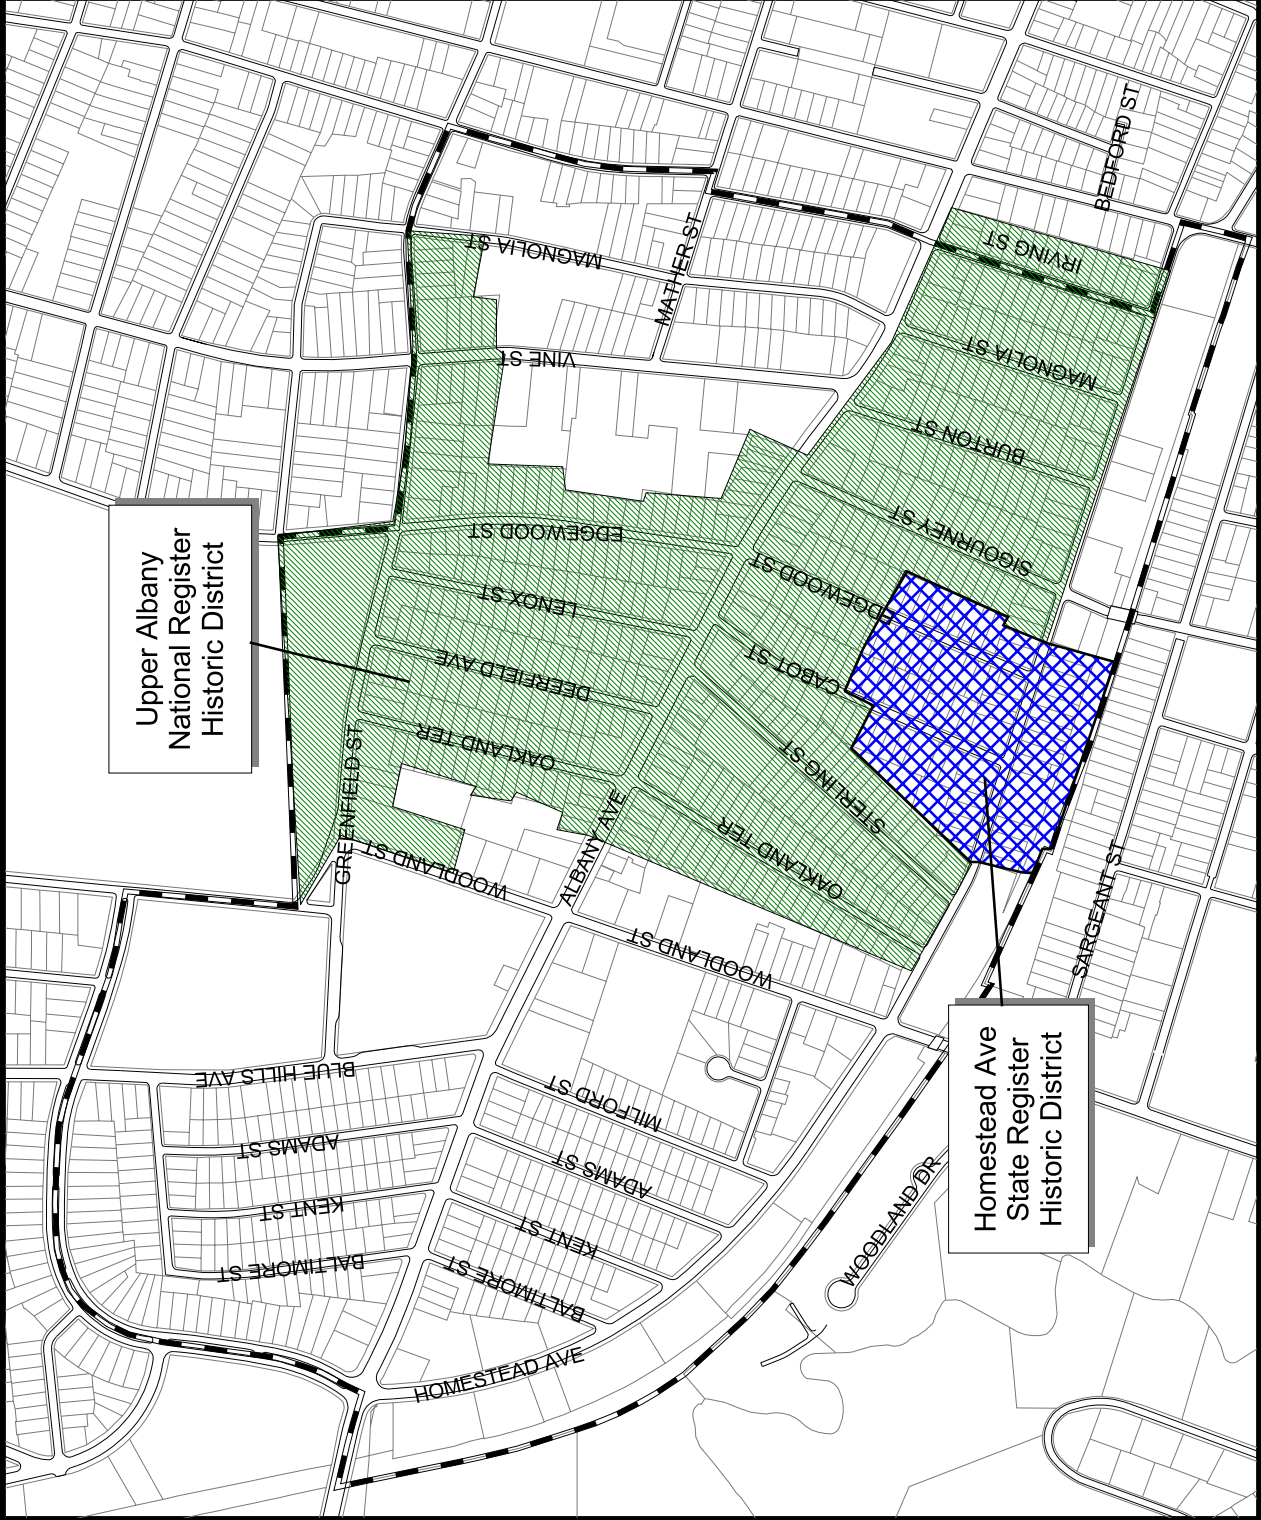 Upper Albany
National Register
Historic District
Homestead Ave
State Register
Historic District
BEDFORD ST
IRVING ST
MAGNOLIA ST
MATHER ST
MAGNOLIA ST
VINE ST
BURTON ST
SIGOURNEY ST
EDGEWOOD ST
EDGEWOOD ST
LENOX ST
CABOT ST
DEERFIELD AVE
OAKLAND TER
STERLING ST
GREENFIELD ST
ALBANY AVE
OAKLAND TER
WOODLAND ST
WOODLAND ST
SARGEANT ST
BLUE HILLS AVE
MILFORD ST
ADAMS ST
ADAMS ST
KENT ST
KENT ST
BALTIMORE ST
BALTIMORE ST
WOODLAND DR
HOMESTEAD AVE